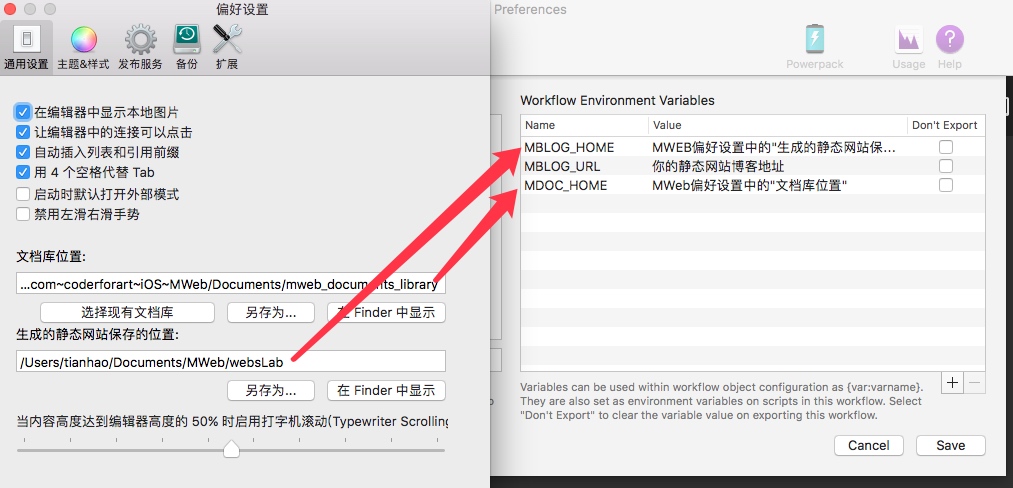 偏好设置
通用设置
主题&样式
发布服务
备份
扩展
在编辑器中显示本地图片
让编辑器中的连接可以点击
自动插入列表和引用前缀
用 4 个空格代替 Tab
启动时默认打开外部模式
禁用左滑右滑手势
文档库位置:
...com~coderforart~iOS~MWeb/Documents/mweb_documents_library
选择现有文档库
另存为...
在 Finder 中显示
生成的静态网站保存的位置:
/Users/tianhao/Documents/MWeb/websLab
另存为...
在 Finder 中显示
当内容高度达到编辑器高度的 50% 时启用打字机滚动(Typewriter Scrolling
Preferences
Powerpack
Usage
Help
Workflow Environment Variables
Name Value Don't Export
MBLOG_HOME MWEB偏好设置中的"生成的静态网站保...
MBLOG_URL 你的静态网站博客地址
MDOC_HOME MWeb偏好设置中的"文档库位置"
Variables can be used within workflow object configuration as {var:varname}.
They are also set as environment variables on scripts in this workflow. Select
"Don't Export" to clear the variable value on exporting this workflow.
Cancel
Save